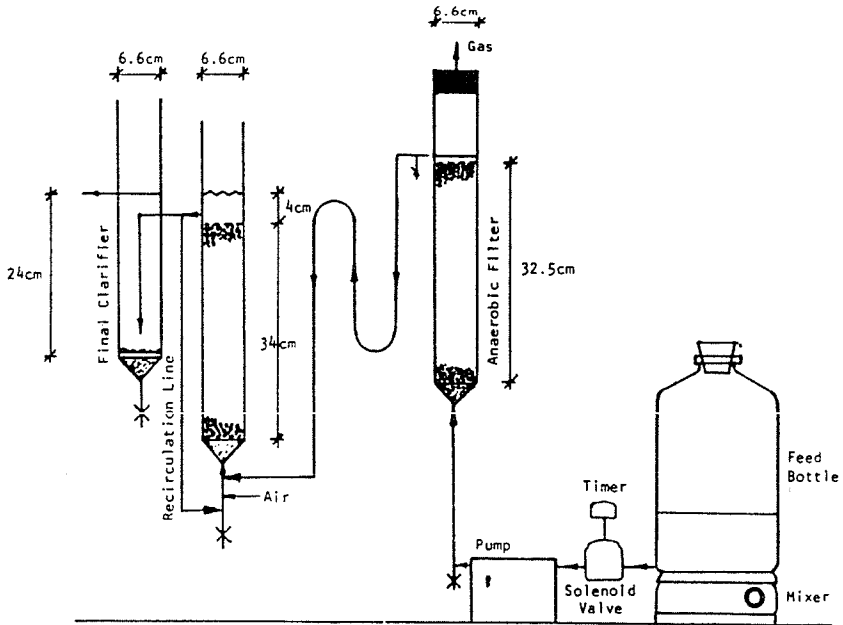 6.6cm
Gas
6.6cm
6.6cm
4cm
24cm
Final Clarifier
Recirculation Line
34cm
Anaerobic Filter
32.5cm
Air
Feed
Bottle
Timer
Pump
Solenoid
Valve
Mixer